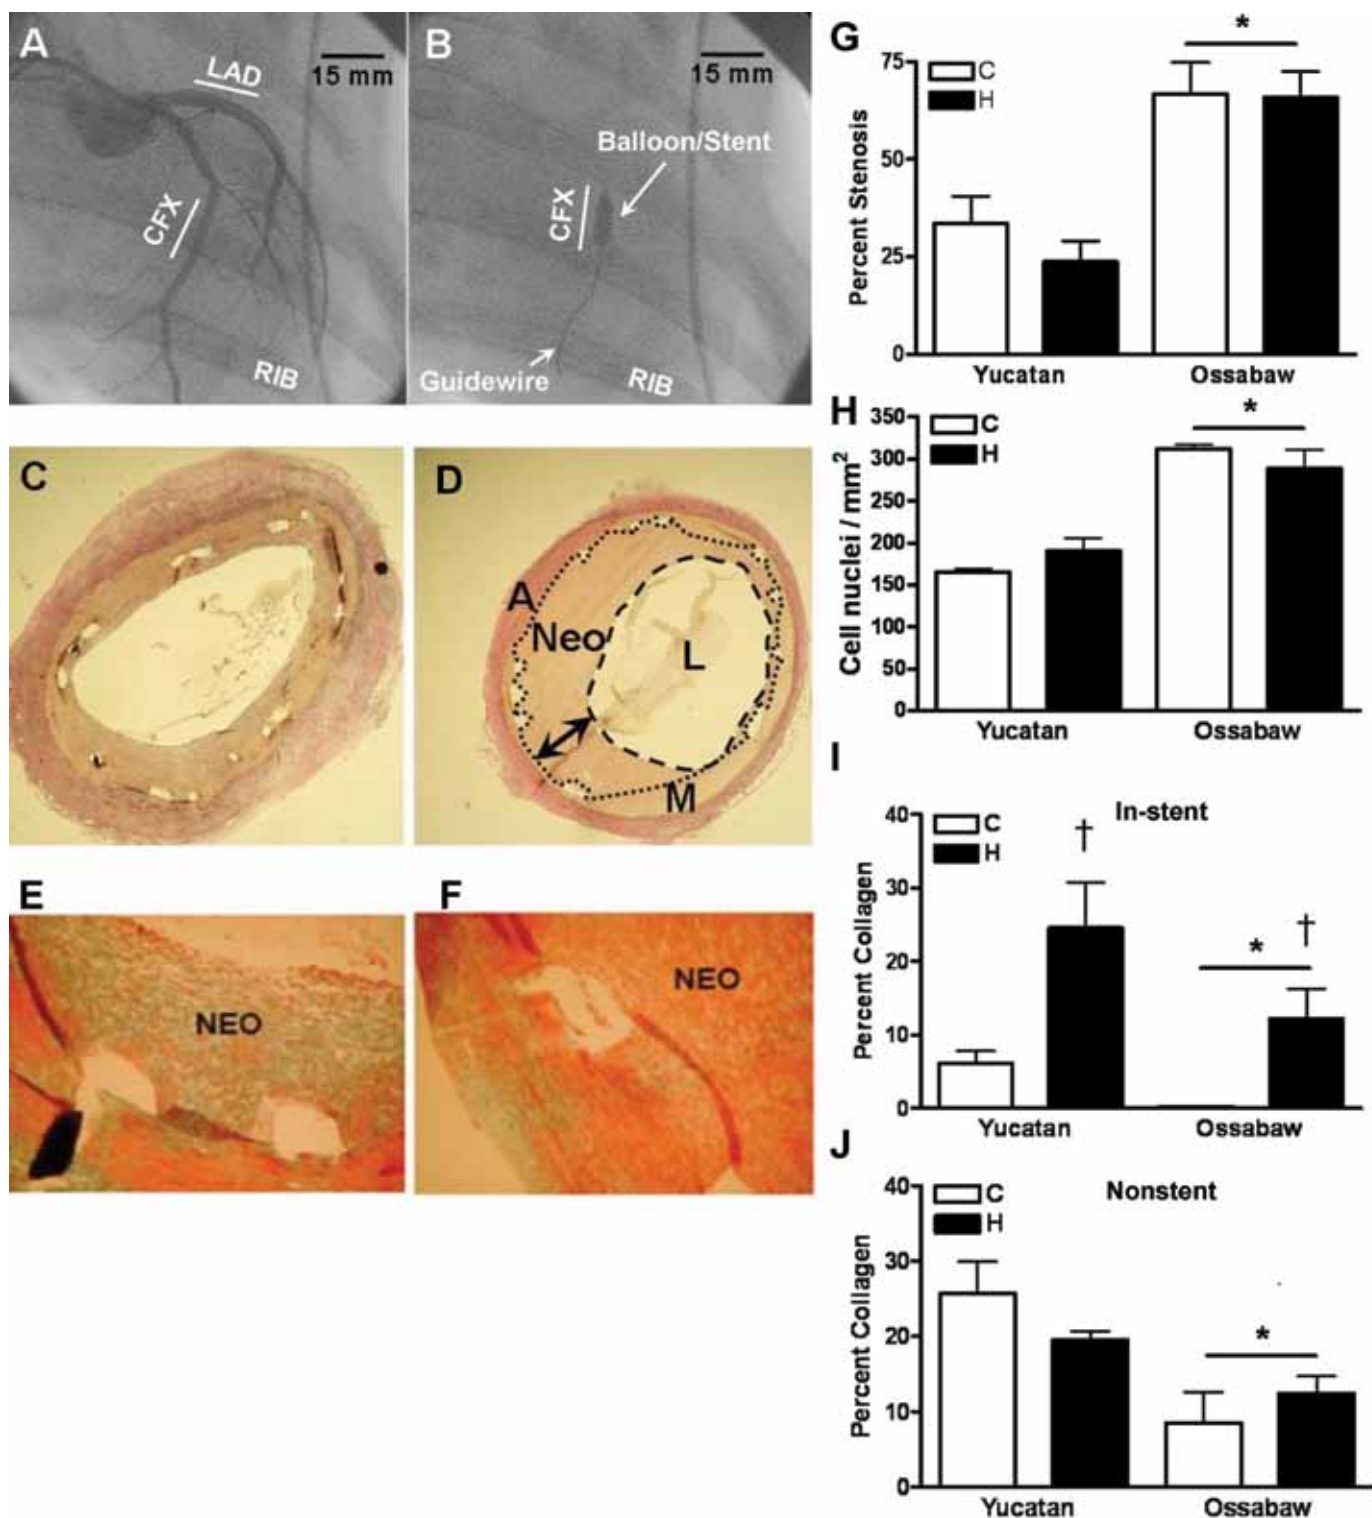 A
LAD
15 mm
CFX
RIB
B
15 mm
Balloon/Stent
CFX
Guidewire
RIB
C
D
A
Neo
L
M
E
NEO
F
NEO
G
*
75
50
25
0
Percent Stenosis
C
H
Yucatan
Ossabaw
H
*
350
300
250
200
150
100
50
0
Cell nuclei / mm²
C
H
Yucatan
Ossabaw
I
In-stent
40
30
20
10
0
Percent Collagen
C
H
†
*
†
Yucatan
Ossabaw
J
Nonstent
40
30
20
10
0
Percent Collagen
C
H
*
Yucatan
Ossabaw